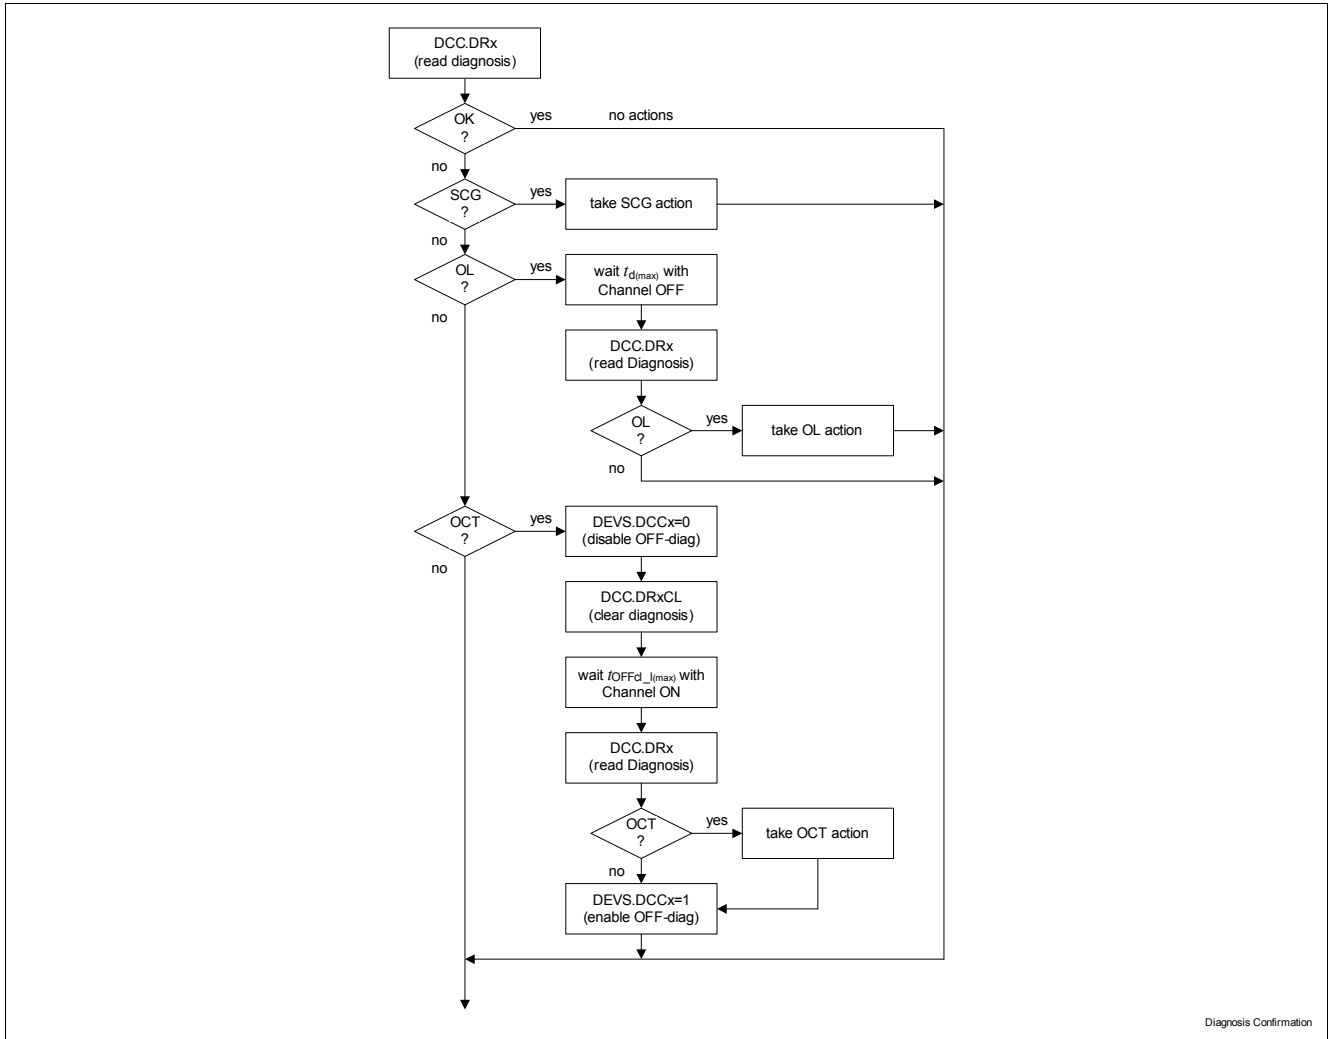 DCC.DRx
(read diagnosis)
OK
?
yes
no actions
no
SCG
?
yes
take SCG action
no
OL
?
yes
wait td(max) with
Channel OFF
no
DCC.DRx
(read Diagnosis)
OL
?
yes
take OL action
no
OCT
?
yes
DEVS.DCCx=0
(disable OFF-diag)
no
DCC.DRxCL
(clear diagnosis)
wait tOFFcl_l(max) with
Channel ON
DCC.DRx
(read Diagnosis)
OCT
?
yes
take OCT action
no
DEVS.DCCx=1
(enable OFF-diag)
Diagnosis Confirmation